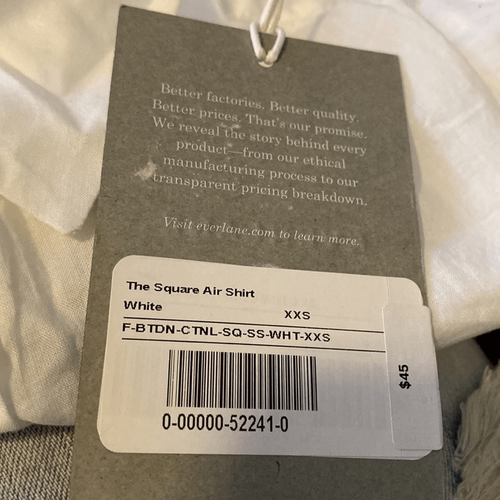 Better factories. Better quality.
Better prices. That's our promise.
We reveal the story behind every
product—from our ethical
manufacturing process to our
transparent pricing breakdown.
Visit everlane.com to learn more.
The Square Air Shirt
White XXS
F-BTDN-CTNL-SQ-SS-WHT-XXS
$45
0-00000-52241-0